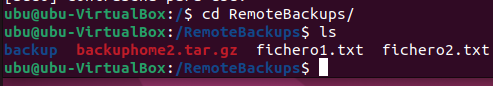 ubu@ubu-VirtualBox:/$ cd RemoteBackups/
ubu@ubu-VirtualBox:/RemoteBackups$ ls
backup  backuphome2.tar.gz  fichero1.txt  fichero2.txt
ubu@ubu-VirtualBox:/RemoteBackups$